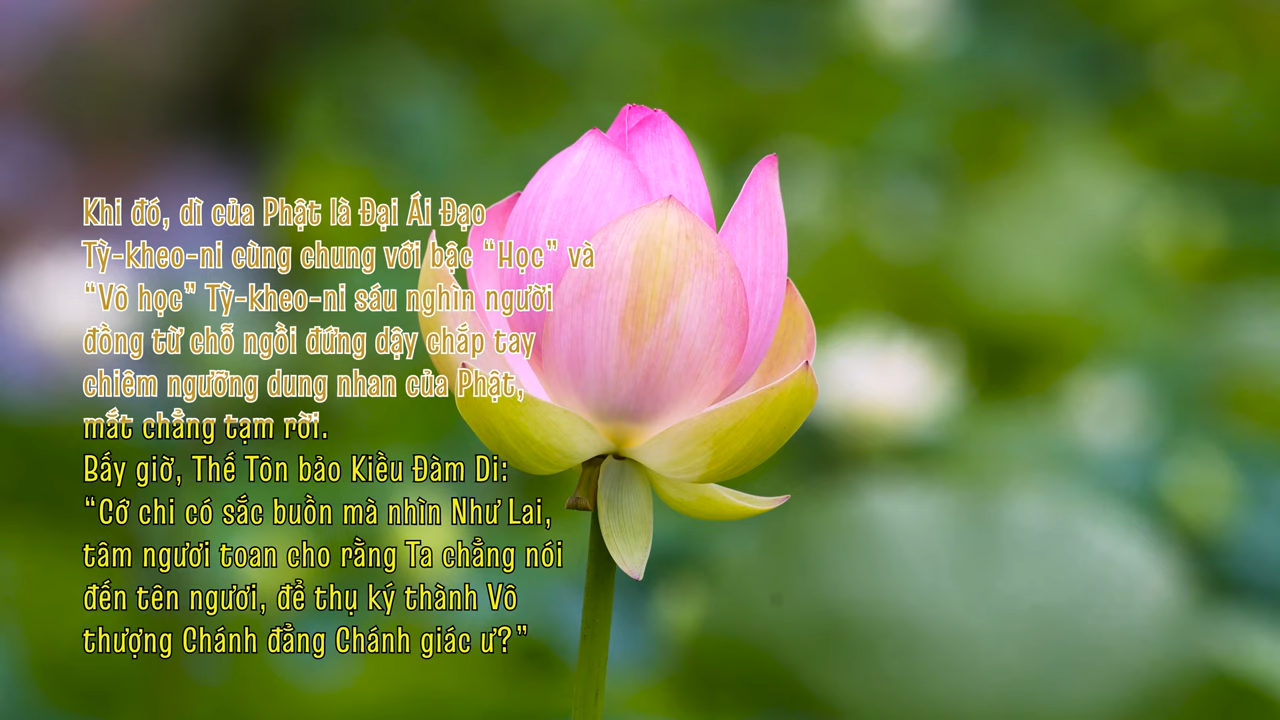 Khi đó, dì của Phật là Đại Ái Đạo
Tỳ-kheo-ni cùng chung với bậc “Học” và
“Vô học” Tỳ-kheo-ni sáu nghìn người
đồng từ chỗ ngồi đứng dậy chắp tay
chiêm ngưỡng dung nhan của Phật,
mắt chẳng tạm rời.
Bấy giờ, Thế Tôn bảo Kiều Đàm Di:
“Cớ chi có sắc buồn mà nhìn Như Lai,
tâm ngươi toan cho rằng Ta chẳng nói
đến tên ngươi, để thụ ký thành Vô
thượng Chánh đẳng Chánh giác ư?”